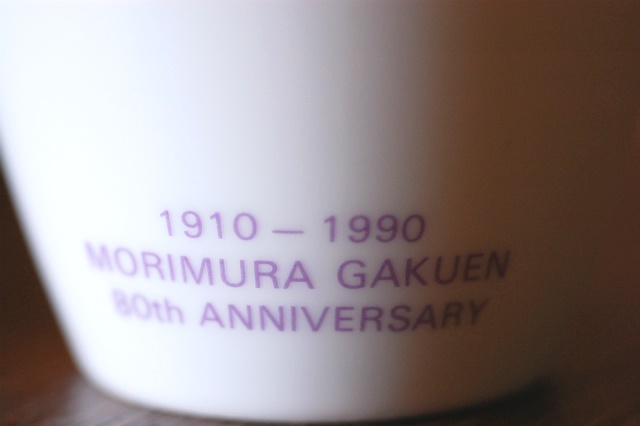 1910 – 1990
MORIMURA GAKUEN
80th ANNIVERSARY